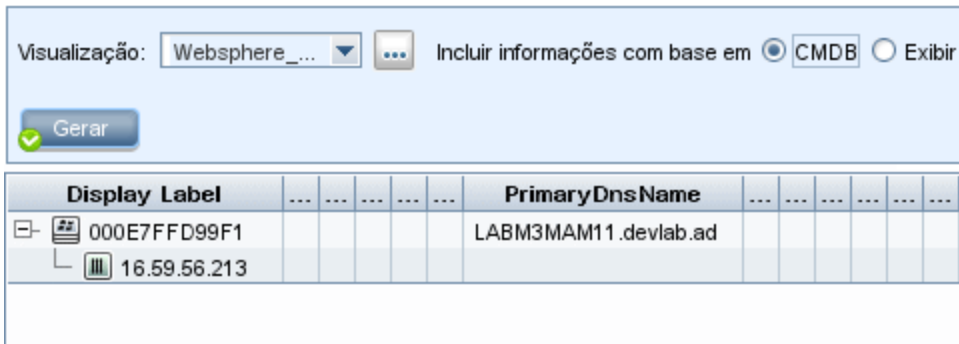 Visualização: Websphere_... ... Incluir informações com base em CMDB Exibir
Gerar
Display Label ... ... ... ... ... PrimaryDnsName ... ... ... ... ... ...
000E7FFD99F1 LABM3MAM11.devlab.ad
16.59.56.213